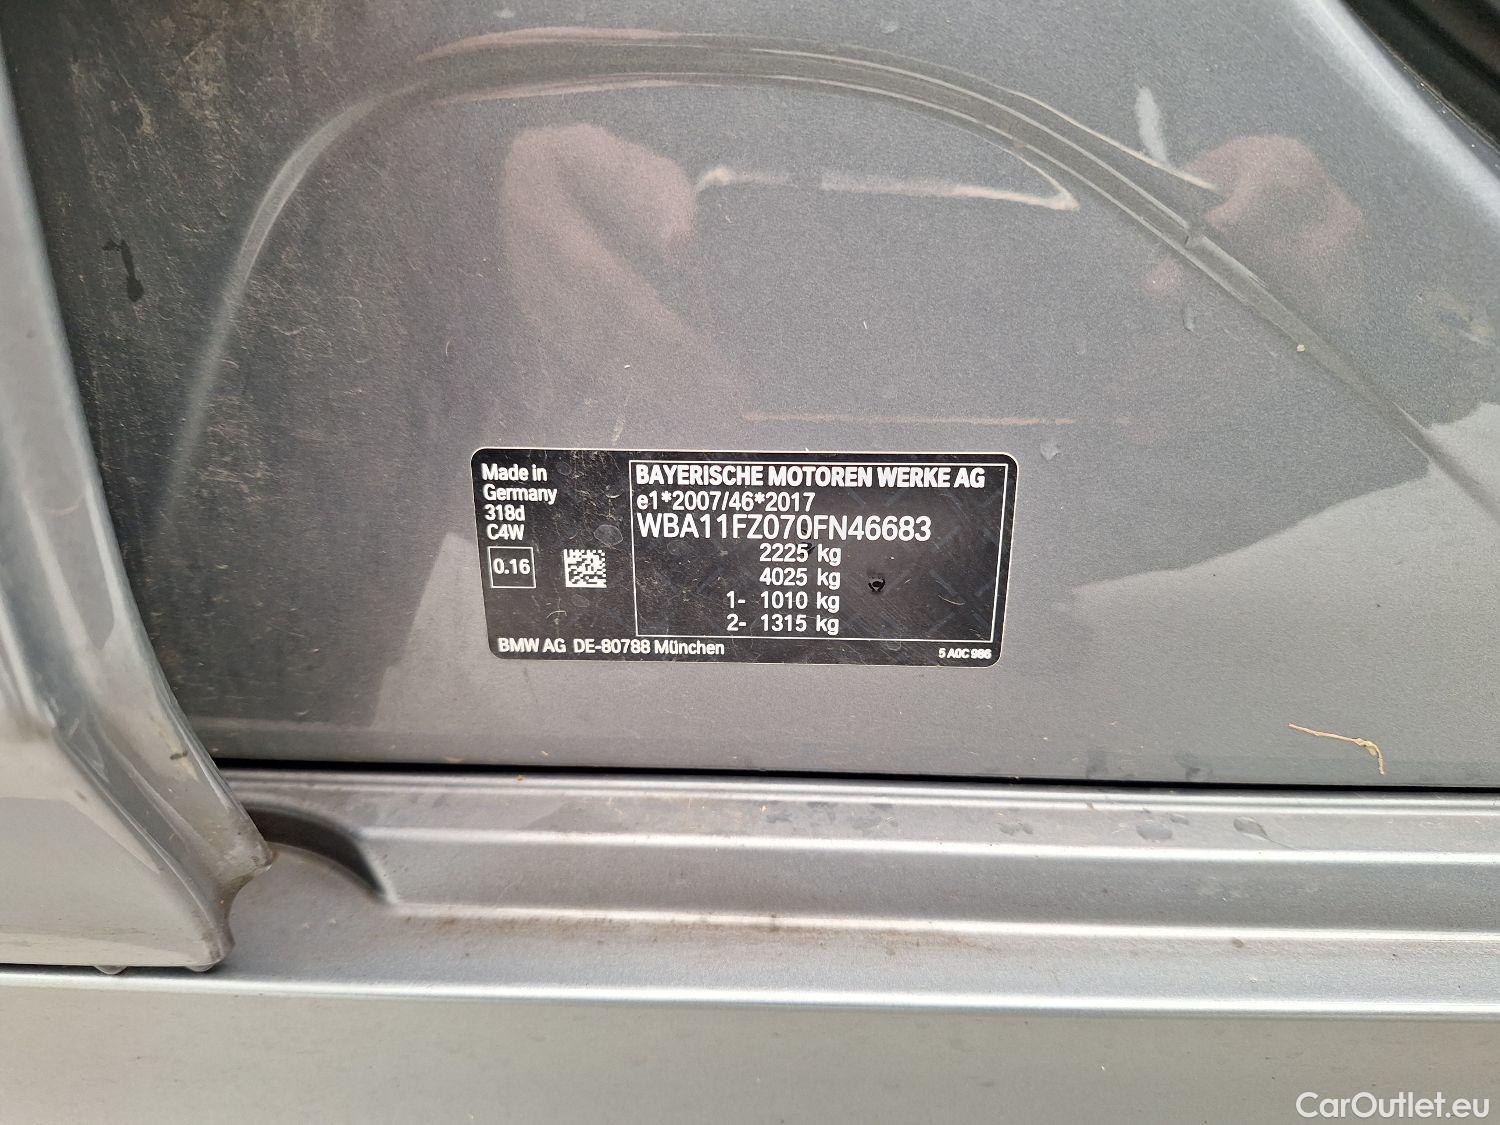 Made in
Germany
318d
C4W
0.16
BAYERISCHE MOTOREN WERKE AG
e1*2007/46*2017
WBA11FZ070FN46683
2225 kg
4025 kg
1- 1010 kg
2- 1315 kg
BMW AG DE-80788 München
5 A0C 986
CarOutlet.eu